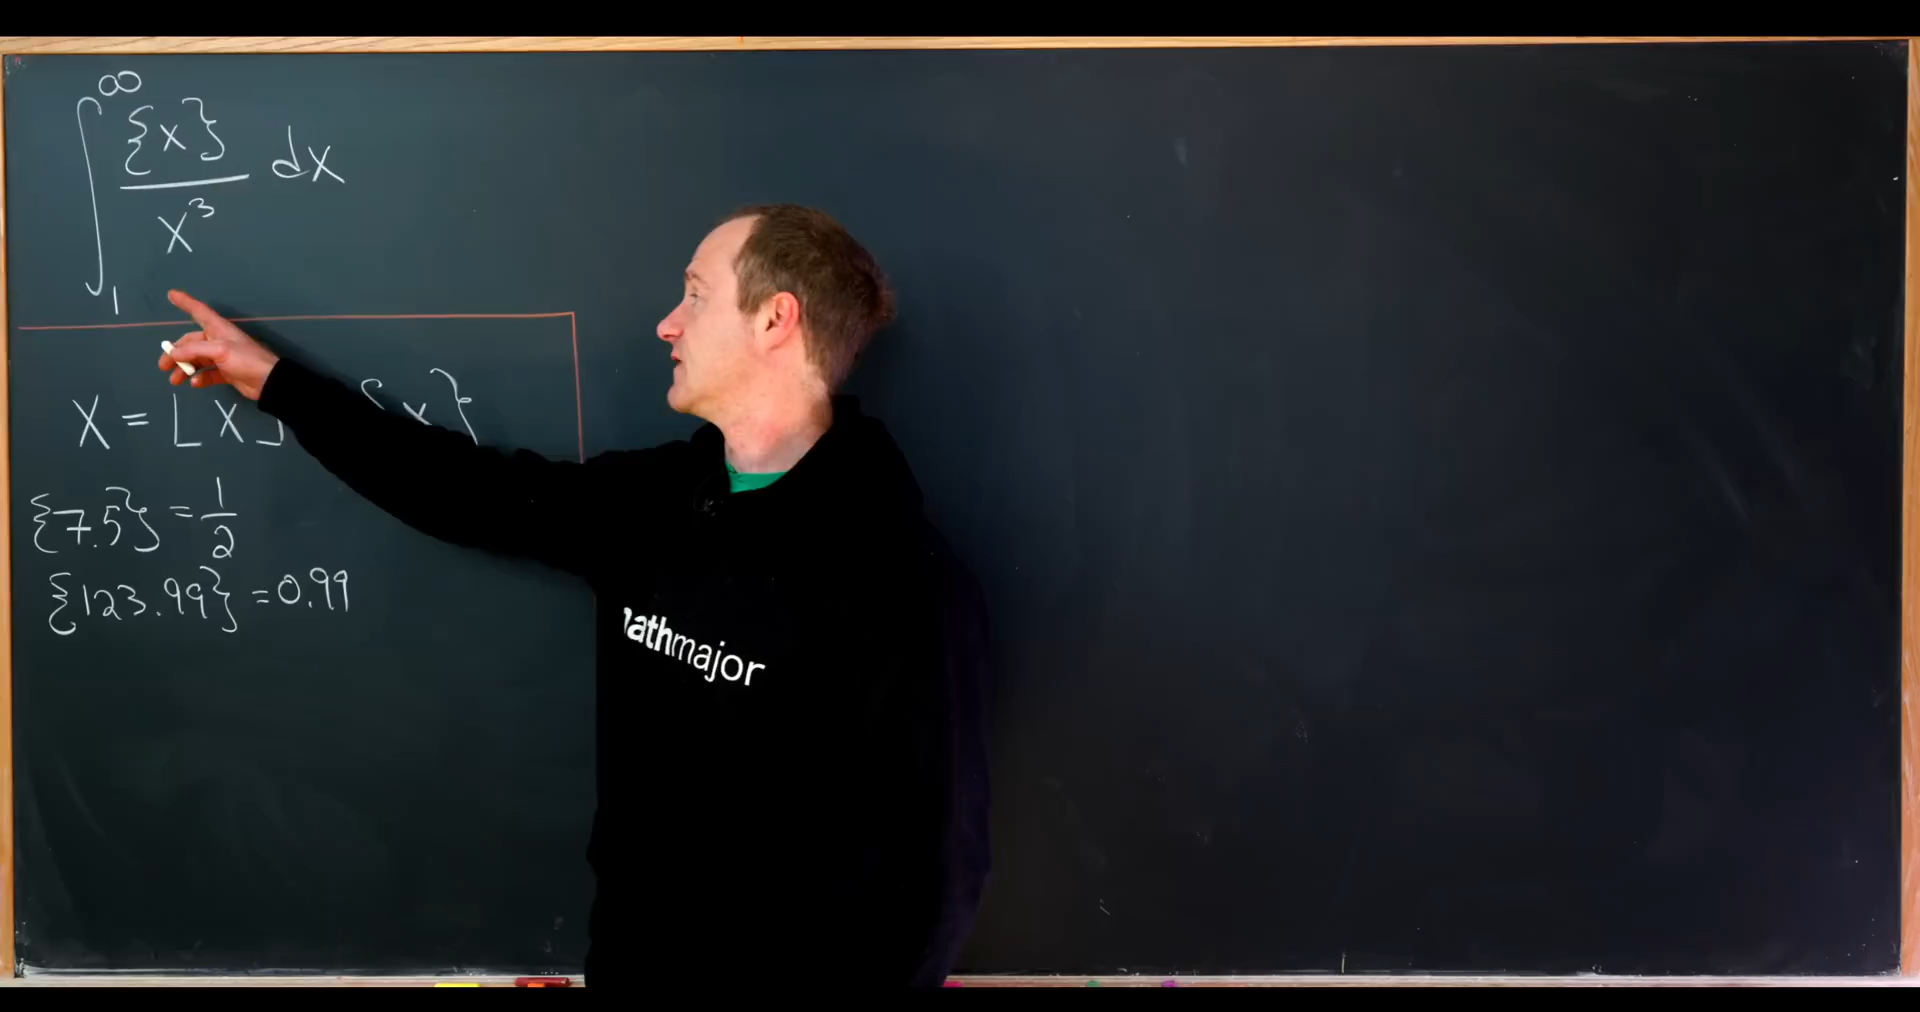 ∫₁^∞ {x}/x³ dx
X = ⌊X⌋ {x}
{7.5} = 1/2
{123.99} = 0.99
athmajor